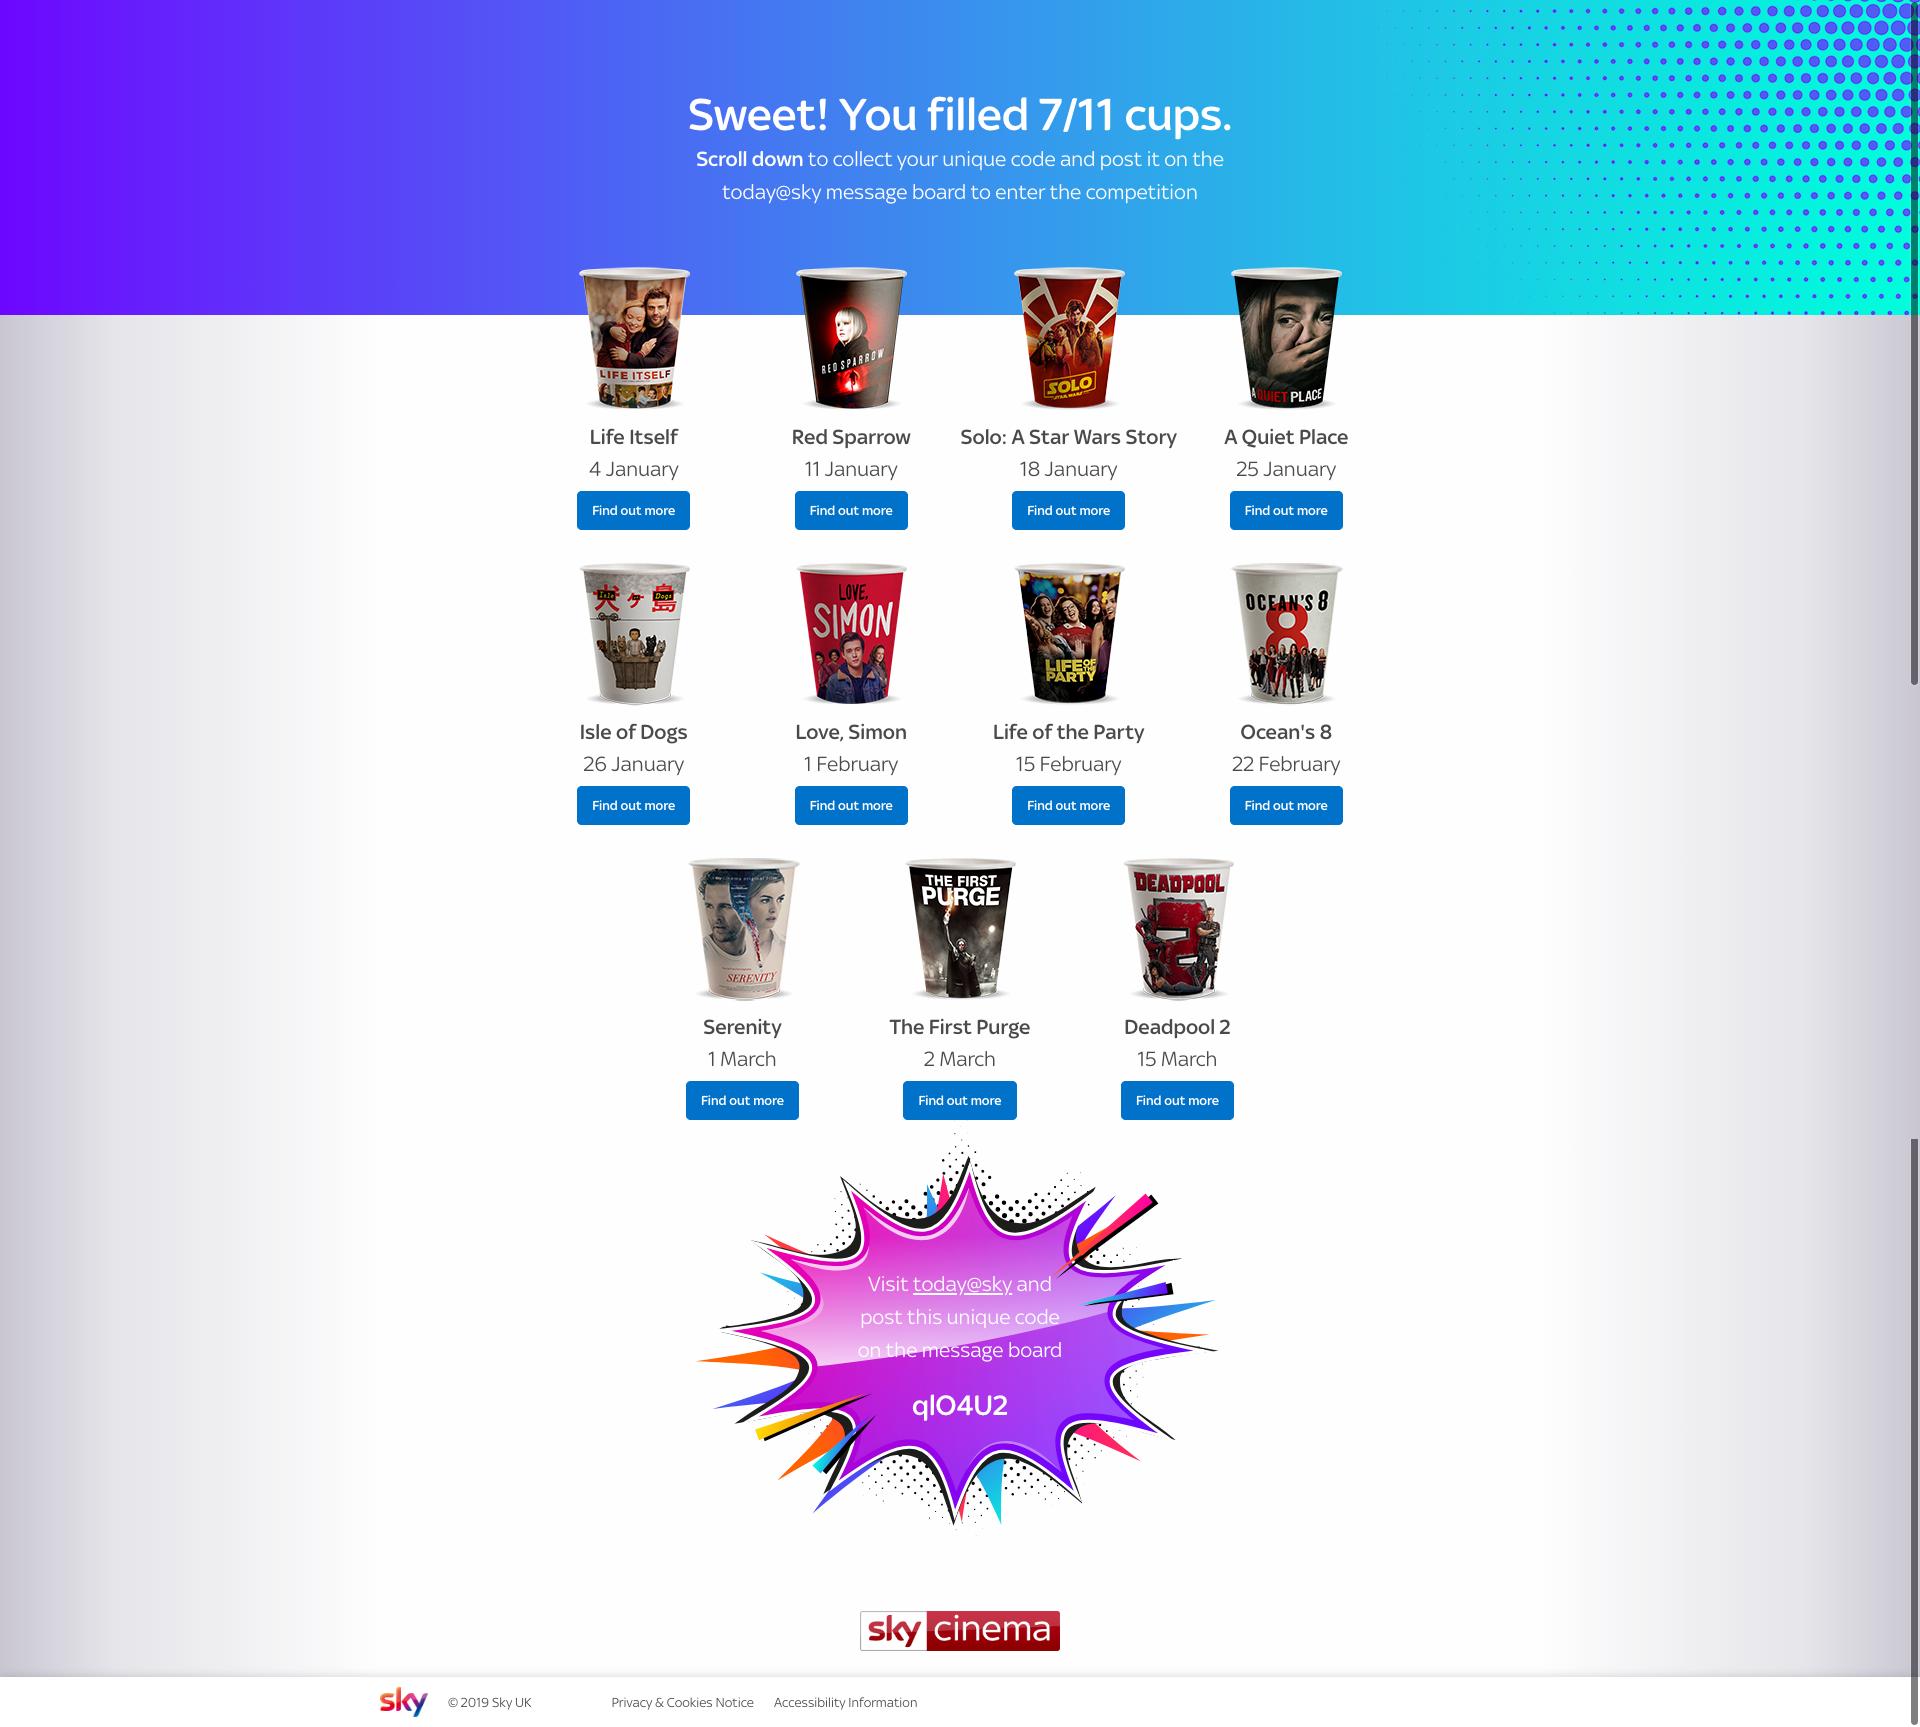 Sweet! You filled 7/11 cups.
Scroll down to collect your unique code and post it on the
today@sky message board to enter the competition
LIFE ITSELF
RED SPARROW
SOLO
A STAR WARS STORY
A QUIET PLACE
Life Itself
Red Sparrow
Solo: A Star Wars Story
A Quiet Place
4 January
11 January
18 January
25 January
Find out more
Find out more
Find out more
Find out more
犬ヶ島
Isle of Dogs
LOVE,
SIMON
LIFE OF THE
PARTY
OCEAN'S 8
8
Isle of Dogs
Love, Simon
Life of the Party
Ocean's 8
26 January
1 February
15 February
22 February
Find out more
Find out more
Find out more
Find out more
SERENITY
THE FIRST
PURGE
DEADPOOL
2
Serenity
The First Purge
Deadpool 2
1 March
2 March
15 March
Find out more
Find out more
Find out more
Visit today@sky and
post this unique code
on the message board
qlO4U2
sky cinema
sky © 2019 Sky UK Privacy & Cookies Notice Accessibility Information